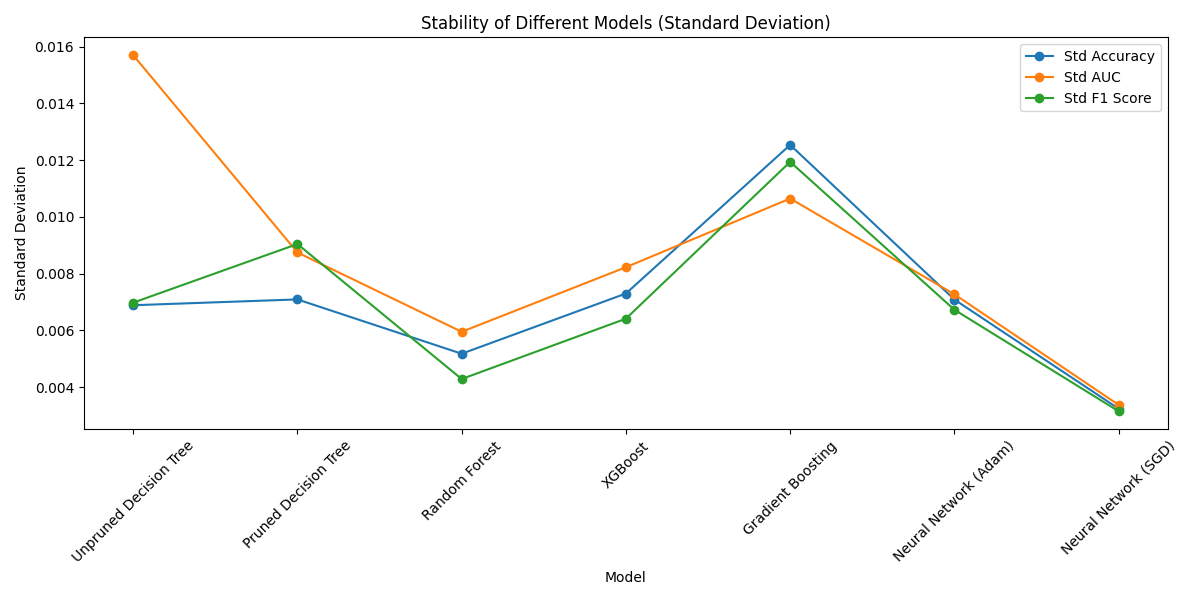 Stability of Different Models (Standard Deviation)
Std Accuracy
Std AUC
Std F1 Score
Standard Deviation
0.016
0.014
0.012
0.010
0.008
0.006
0.004
Unpruned Decision Tree
Pruned Decision Tree
Random Forest
XGBoost
Gradient Boosting
Neural Network (Adam)
Neural Network (SGD)
Model